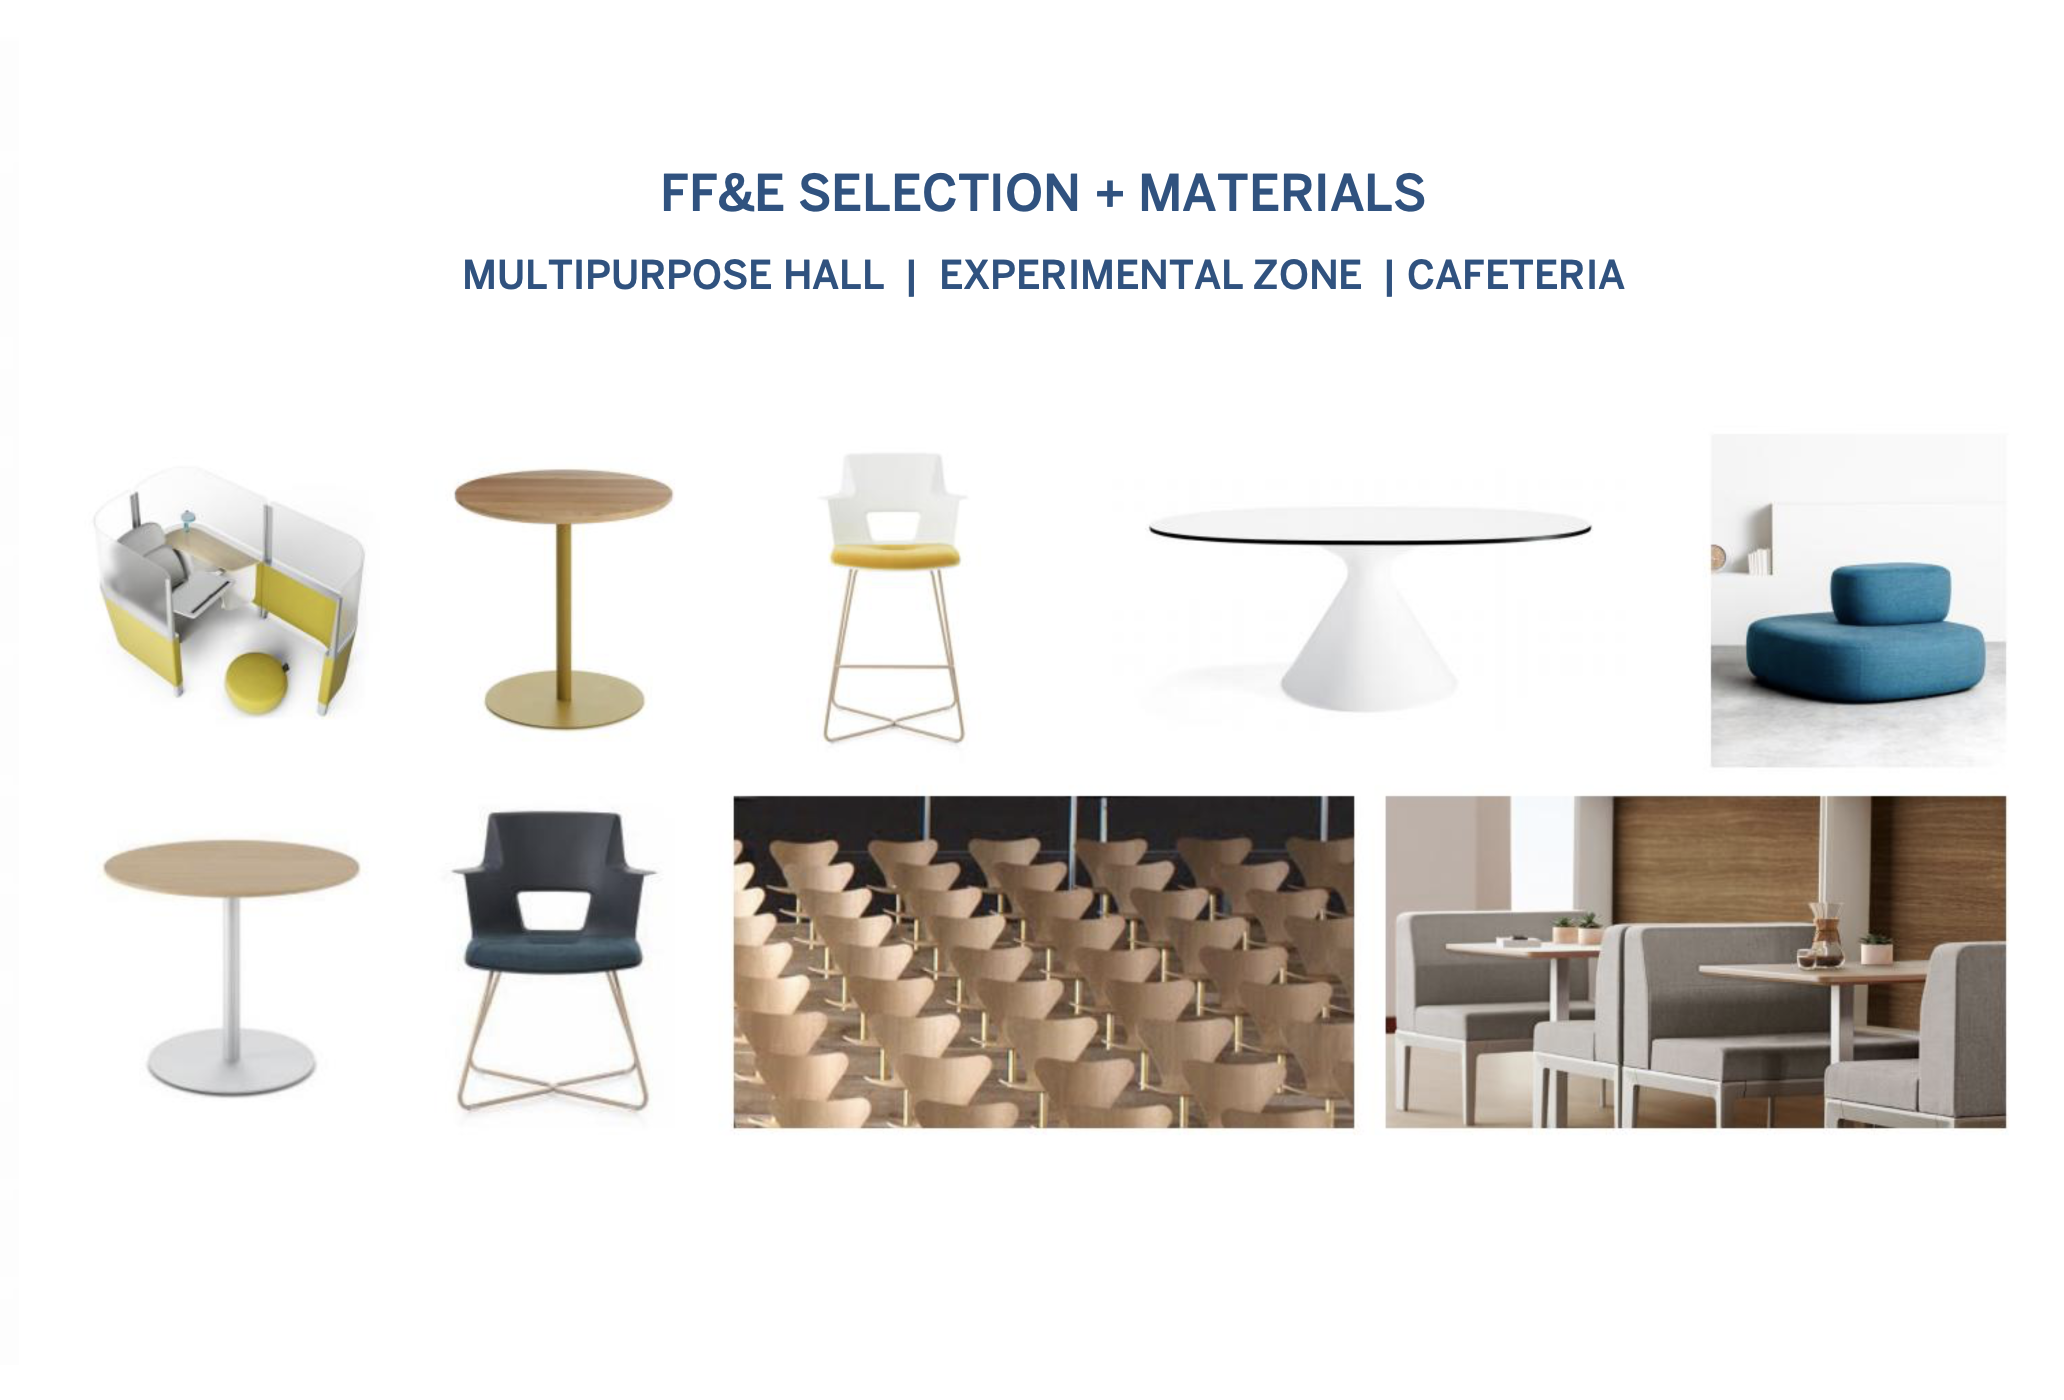 FF&E SELECTION + MATERIALS
MULTIPURPOSE HALL | EXPERIMENTAL ZONE | CAFETERIA